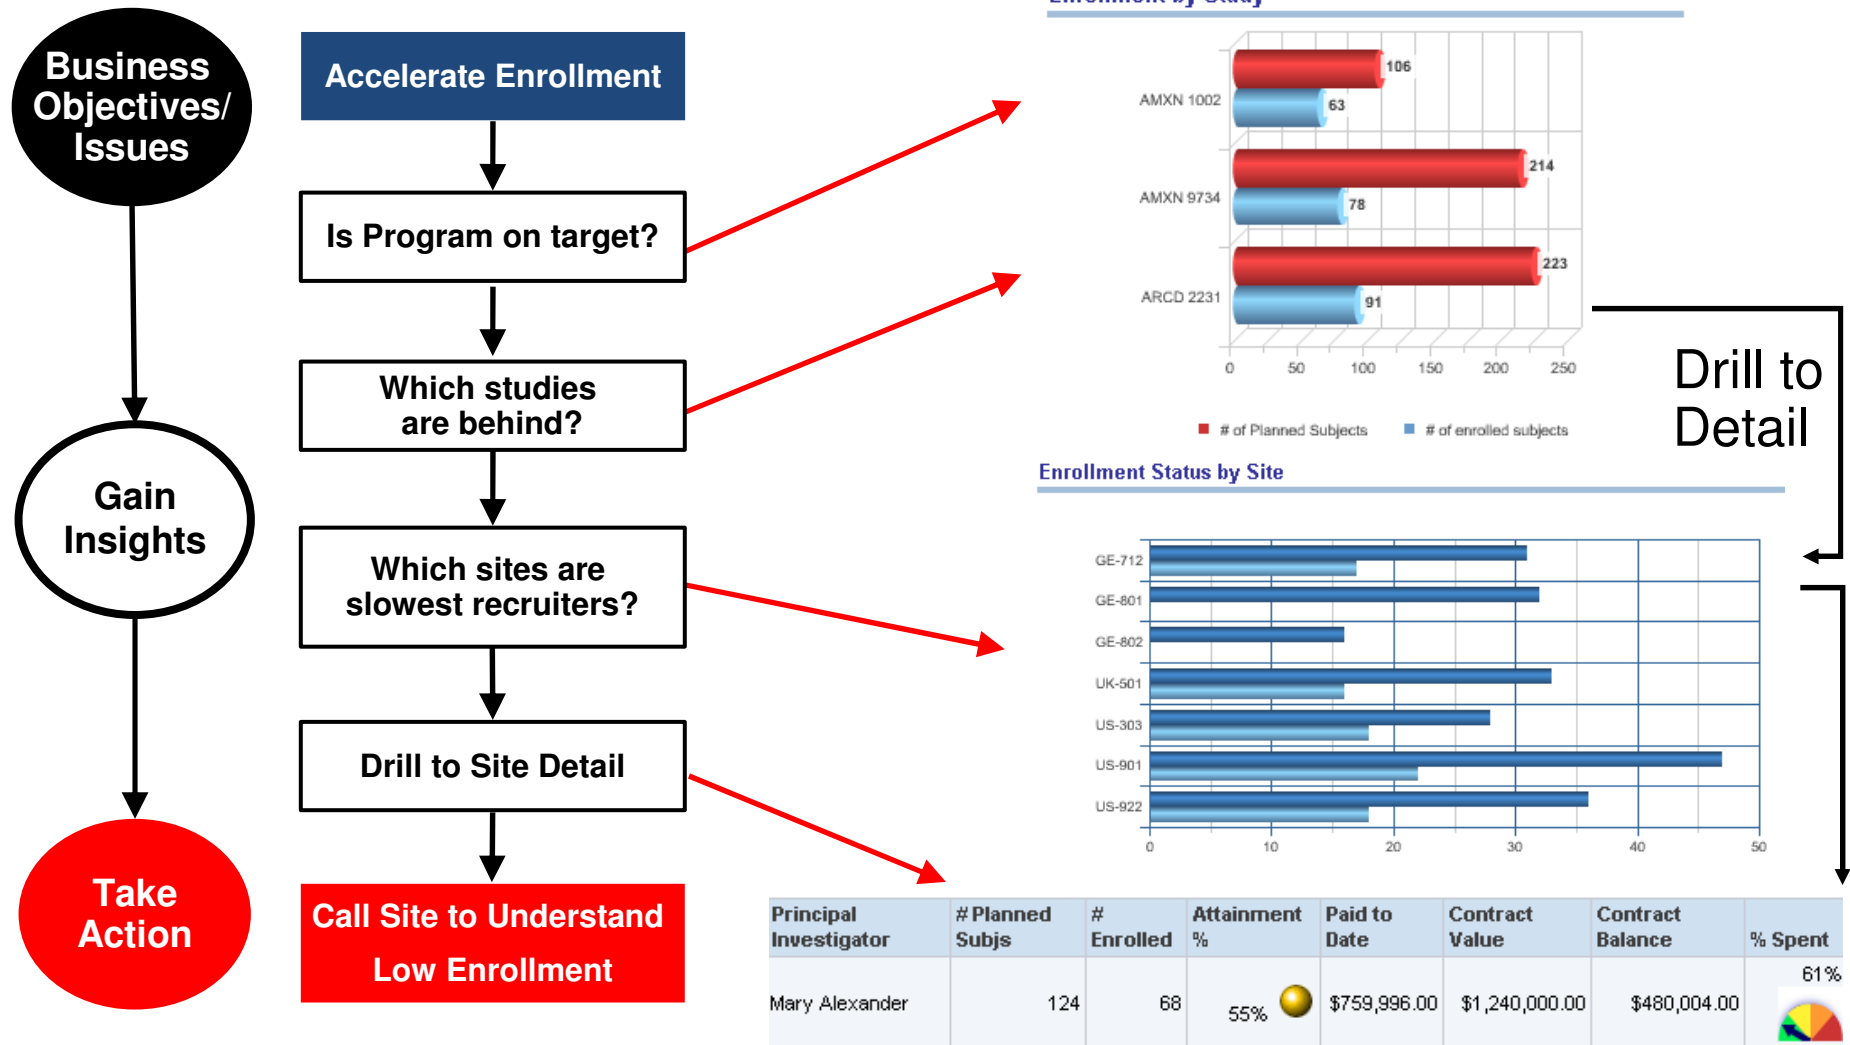 Business
Objectives/
Issues
Gain
Insights
Take
Action
Accelerate Enrollment
Is Program on target?
Which studies
are behind?
Which sites are
slowest recruiters?
Drill to Site Detail
Call Site to Understand
Low Enrollment
Enrollment by Study
AMXN 1002
106
63
AMXN 9734
214
78
ARCD 2231
223
91
0 50 100 150 200 250
# of Planned Subjects # of enrolled subjects
Drill to
Detail
Enrollment Status by Site
GE-712
GE-801
GE-802
UK-501
US-303
US-901
US-922
0 10 20 30 40 50
Principal Investigator # Planned Subjs # Enrolled Attainment % Paid to Date Contract Value Contract Balance % Spent
Mary Alexander 124 68 55% $759,996.00 $1,240,000.00 $480,004.00 61%